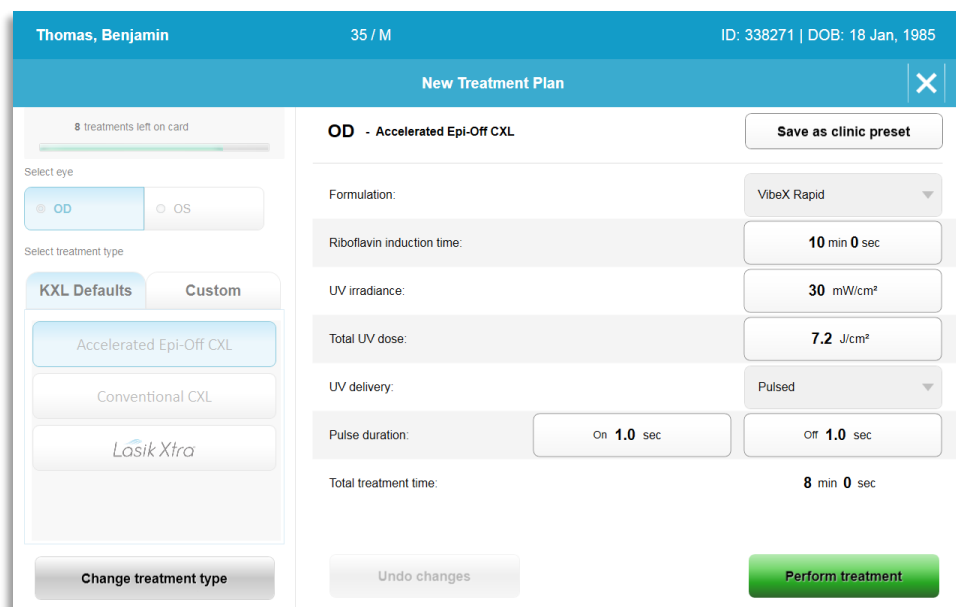 Thomas, Benjamin 35 / M ID: 338271 | DOB: 18 Jan, 1985
New Treatment Plan
8 treatments left on card
Select eye
OD OS
Select treatment type
KXL Defaults Custom
Accelerated Epi-Off CXL
Conventional CXL
Lasik Xtra
Change treatment type
OD - Accelerated Epi-Off CXL Save as clinic preset
Formulation: VibeX Rapid
Riboflavin induction time: 10 min 0 sec
UV irradiance: 30 mW/cm²
Total UV dose: 7.2 J/cm²
UV delivery: Pulsed
Pulse duration: On 1.0 sec Off 1.0 sec
Total treatment time: 8 min 0 sec
Undo changes Perform treatment